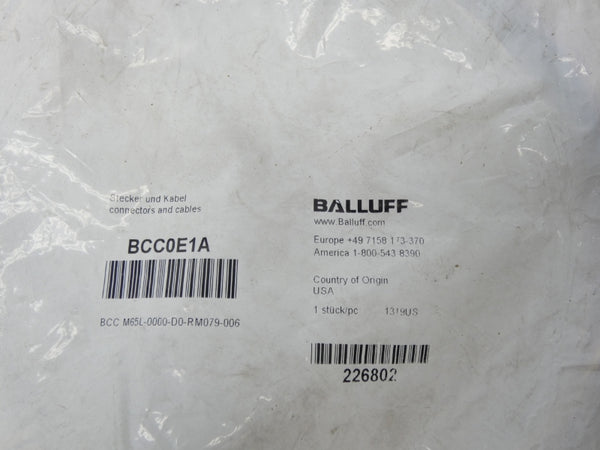 Stecker und Kabel
connectors and cables
BCC0E1A
BCC M65L-0000-D0-RM079-006
BALLUFF
www.Balluff.com
Europe +49 7158 173-370
America 1-800-543 8390
Country of Origin
USA
1 stück/pc 1319US
226802